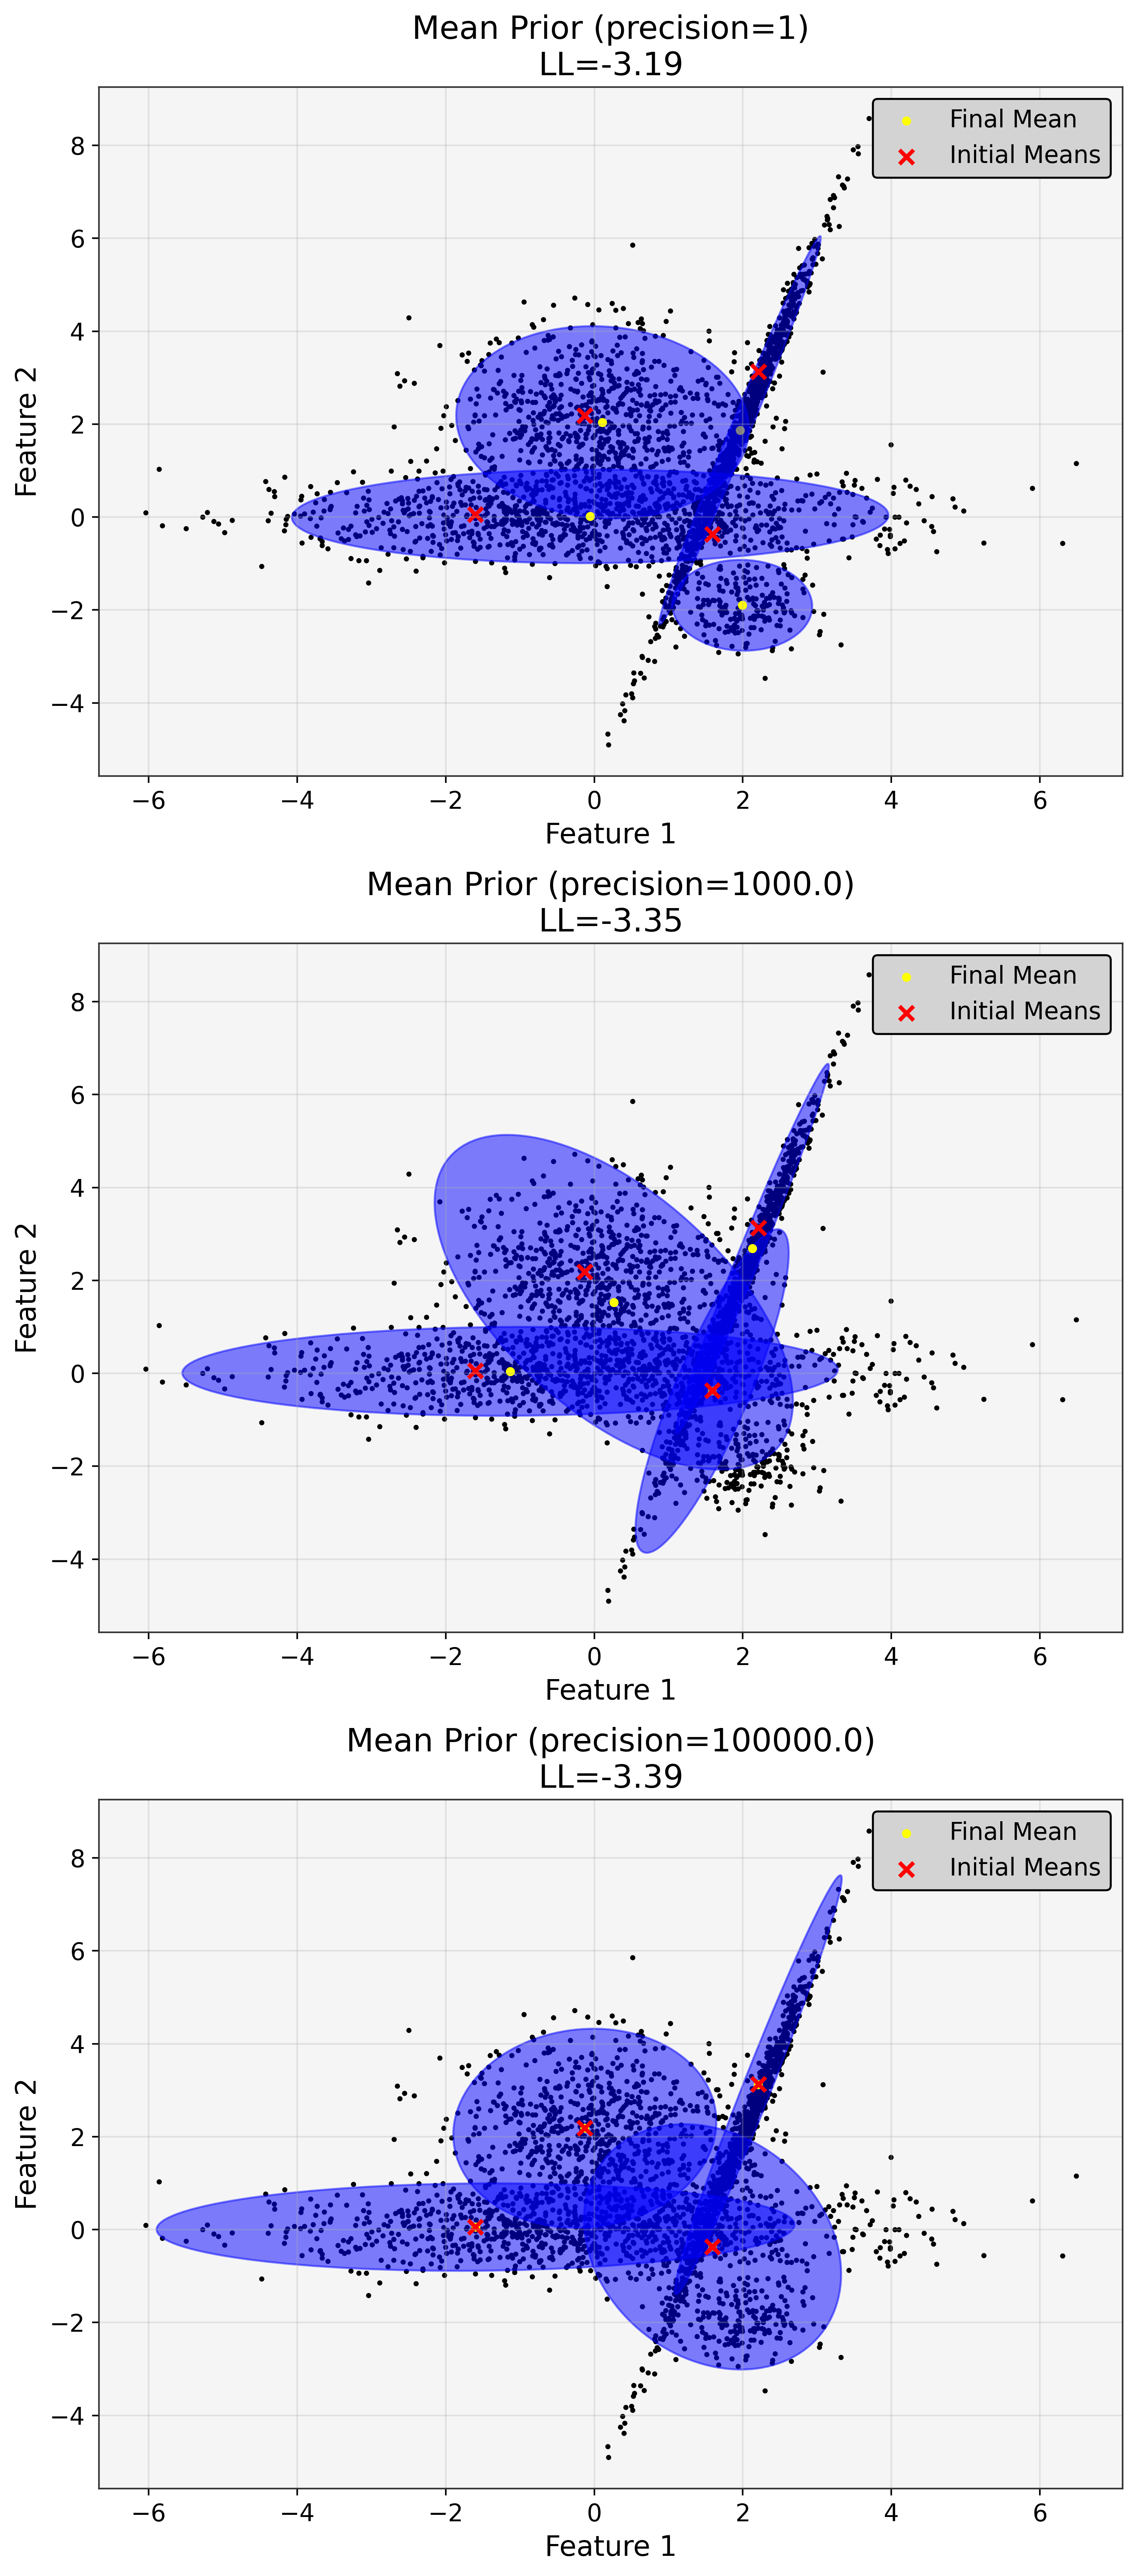 Mean Prior (precision=1)
LL=-3.19
Final Mean
Initial Means
8
6
4
2
0
−2
−4
Feature 2
−6 −4 −2 0 2 4 6
Feature 1
Mean Prior (precision=1000.0)
LL=-3.35
Final Mean
Initial Means
8
6
4
2
0
−2
−4
Feature 2
−6 −4 −2 0 2 4 6
Feature 1
Mean Prior (precision=100000.0)
LL=-3.39
Final Mean
Initial Means
8
6
4
2
0
−2
−4
Feature 2
−6 −4 −2 0 2 4 6
Feature 1